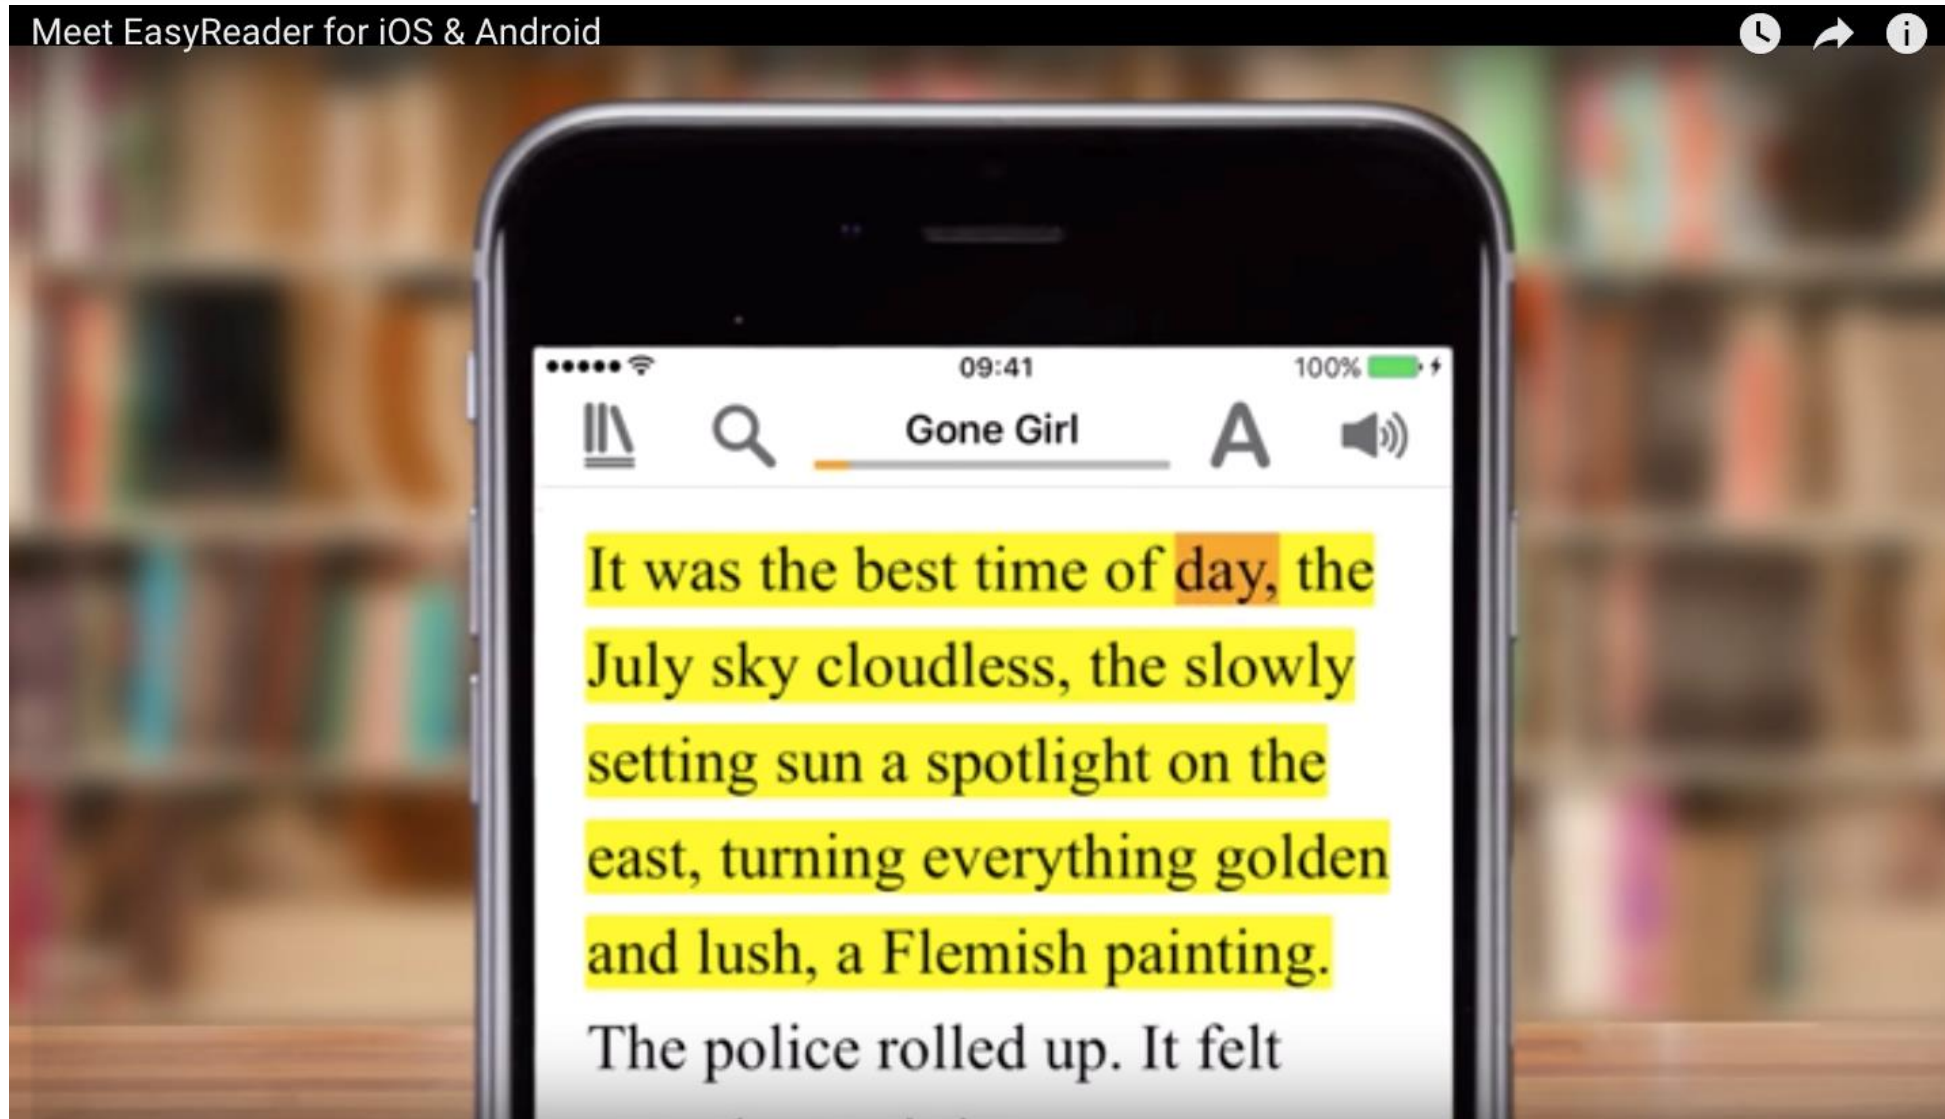 Meet EasyReader for iOS & Android
09:41
100%
Gone Girl
A
It was the best time of day, the
July sky cloudless, the slowly
setting sun a spotlight on the
east, turning everything golden
and lush, a Flemish painting.
The police rolled up. It felt